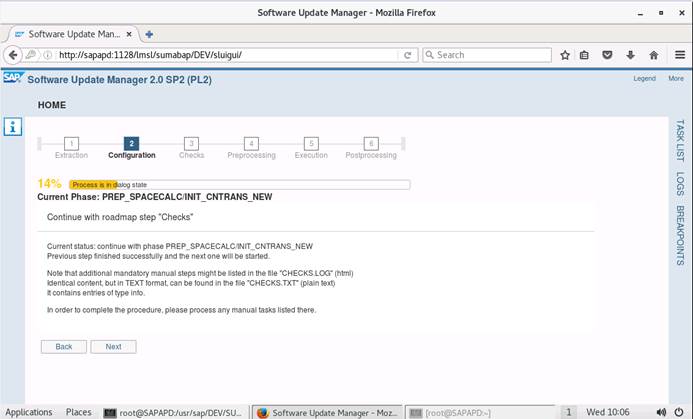 Software Update Manager - Mozilla Firefox
Software Update Mana...
http://sapapd:1128/lmsl/sumabap/DEV/sluigui/
Search
SAP
Software Update Manager 2.0 SP2 (PL2)
Legend More
HOME
1 2 3 4 5 6
Extraction Configuration Checks Preprocessing Execution Postprocessing
14% Process is in dialog state
Current Phase: PREP_SPACECALC/INIT_CNTRANS_NEW
Continue with roadmap step "Checks"
Current status: continue with phase PREP_SPACECALC/INIT_CNTRANS_NEW
Previous step finished successfully and the next one will be started.
Note that additional mandatory manual steps might be listed in the file "CHECKS.LOG" (html)
Identical content, but in TEXT format, can be found in the file "CHECKS.TXT" (plain text)
It contains entries of type info.
In order to complete the procedure, please process any manual tasks listed there.
Back Next
TASK LIST
LOGS
BREAKPOINTS
Applications Places root@SAPAPD:/usr/sap/DEV/SU... Software Update Manager - Moz... [root@SAPAPD:~] 1 Wed 10:06